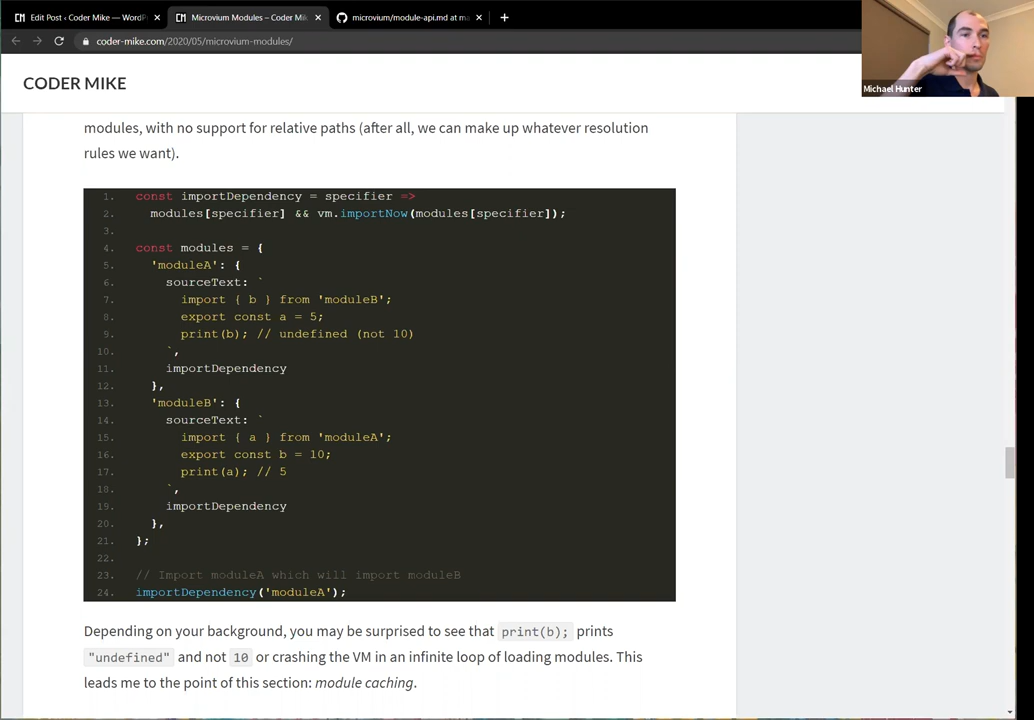 Edit Post ‹ Coder Mike — WordPr
Microvium Modules – Coder Mik
microvium/module-api.md at ma
coder-mike.com/2020/05/microvium-modules/
Michael Hunter
CODER MIKE
modules, with no support for relative paths (after all, we can make up whatever resolution
rules we want).
1. const importDependency = specifier =>
2. modules[specifier] && vm.importNow(modules[specifier]);
3.
4. const modules = {
5. 'moduleA': {
6. sourceText: `
7. import { b } from 'moduleB';
8. export const a = 5;
9. print(b); // undefined (not 10)
10. `,
11. importDependency
12. },
13. 'moduleB': {
14. sourceText: `
15. import { a } from 'moduleA';
16. export const b = 10;
17. print(a); // 5
18. `,
19. importDependency
20. },
21. };
22.
23. // Import moduleA which will import moduleB
24. importDependency('moduleA');
Depending on your background, you may be surprised to see that print(b); prints
"undefined" and not 10 or crashing the VM in an infinite loop of loading modules. This
leads me to the point of this section: module caching.